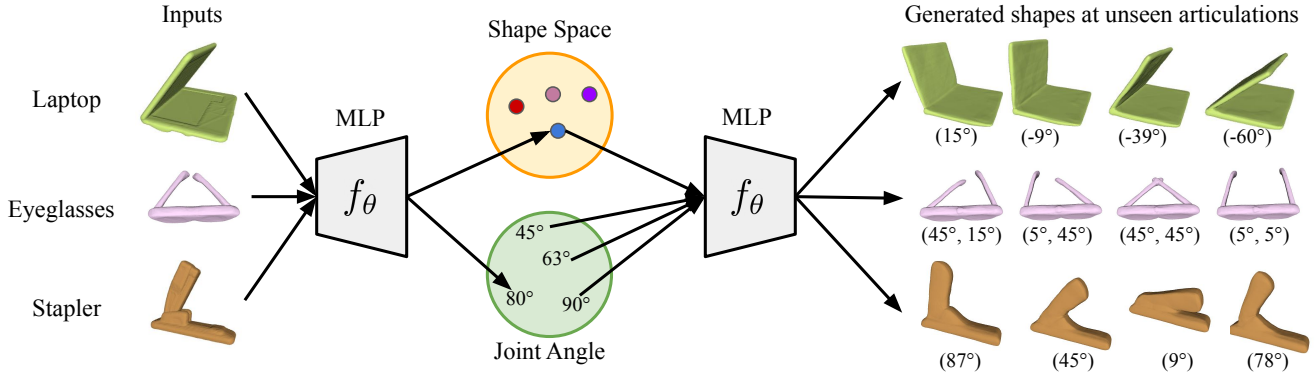 Inputs
Shape Space
Generated shapes at unseen articulations
Laptop
MLP
MLP
(15°) (-9°) (-39°) (-60°)
Eyeglasses
fθ
fθ
45°
63°
80°
90°
(45°, 15°) (5°, 45°) (45°, 45°) (5°, 5°)
Stapler
Joint Angle
(87°) (45°) (9°) (78°)